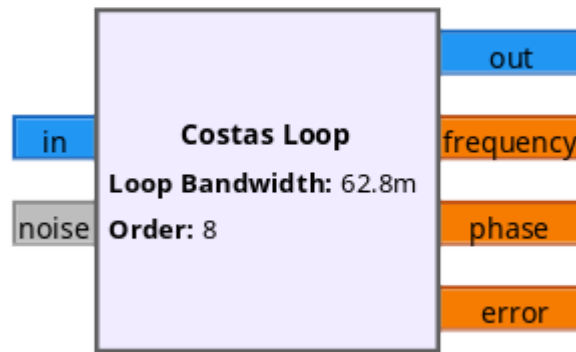 out
in
Costas Loop
frequency
Loop Bandwidth: 62.8m
noise
Order: 8
phase
error